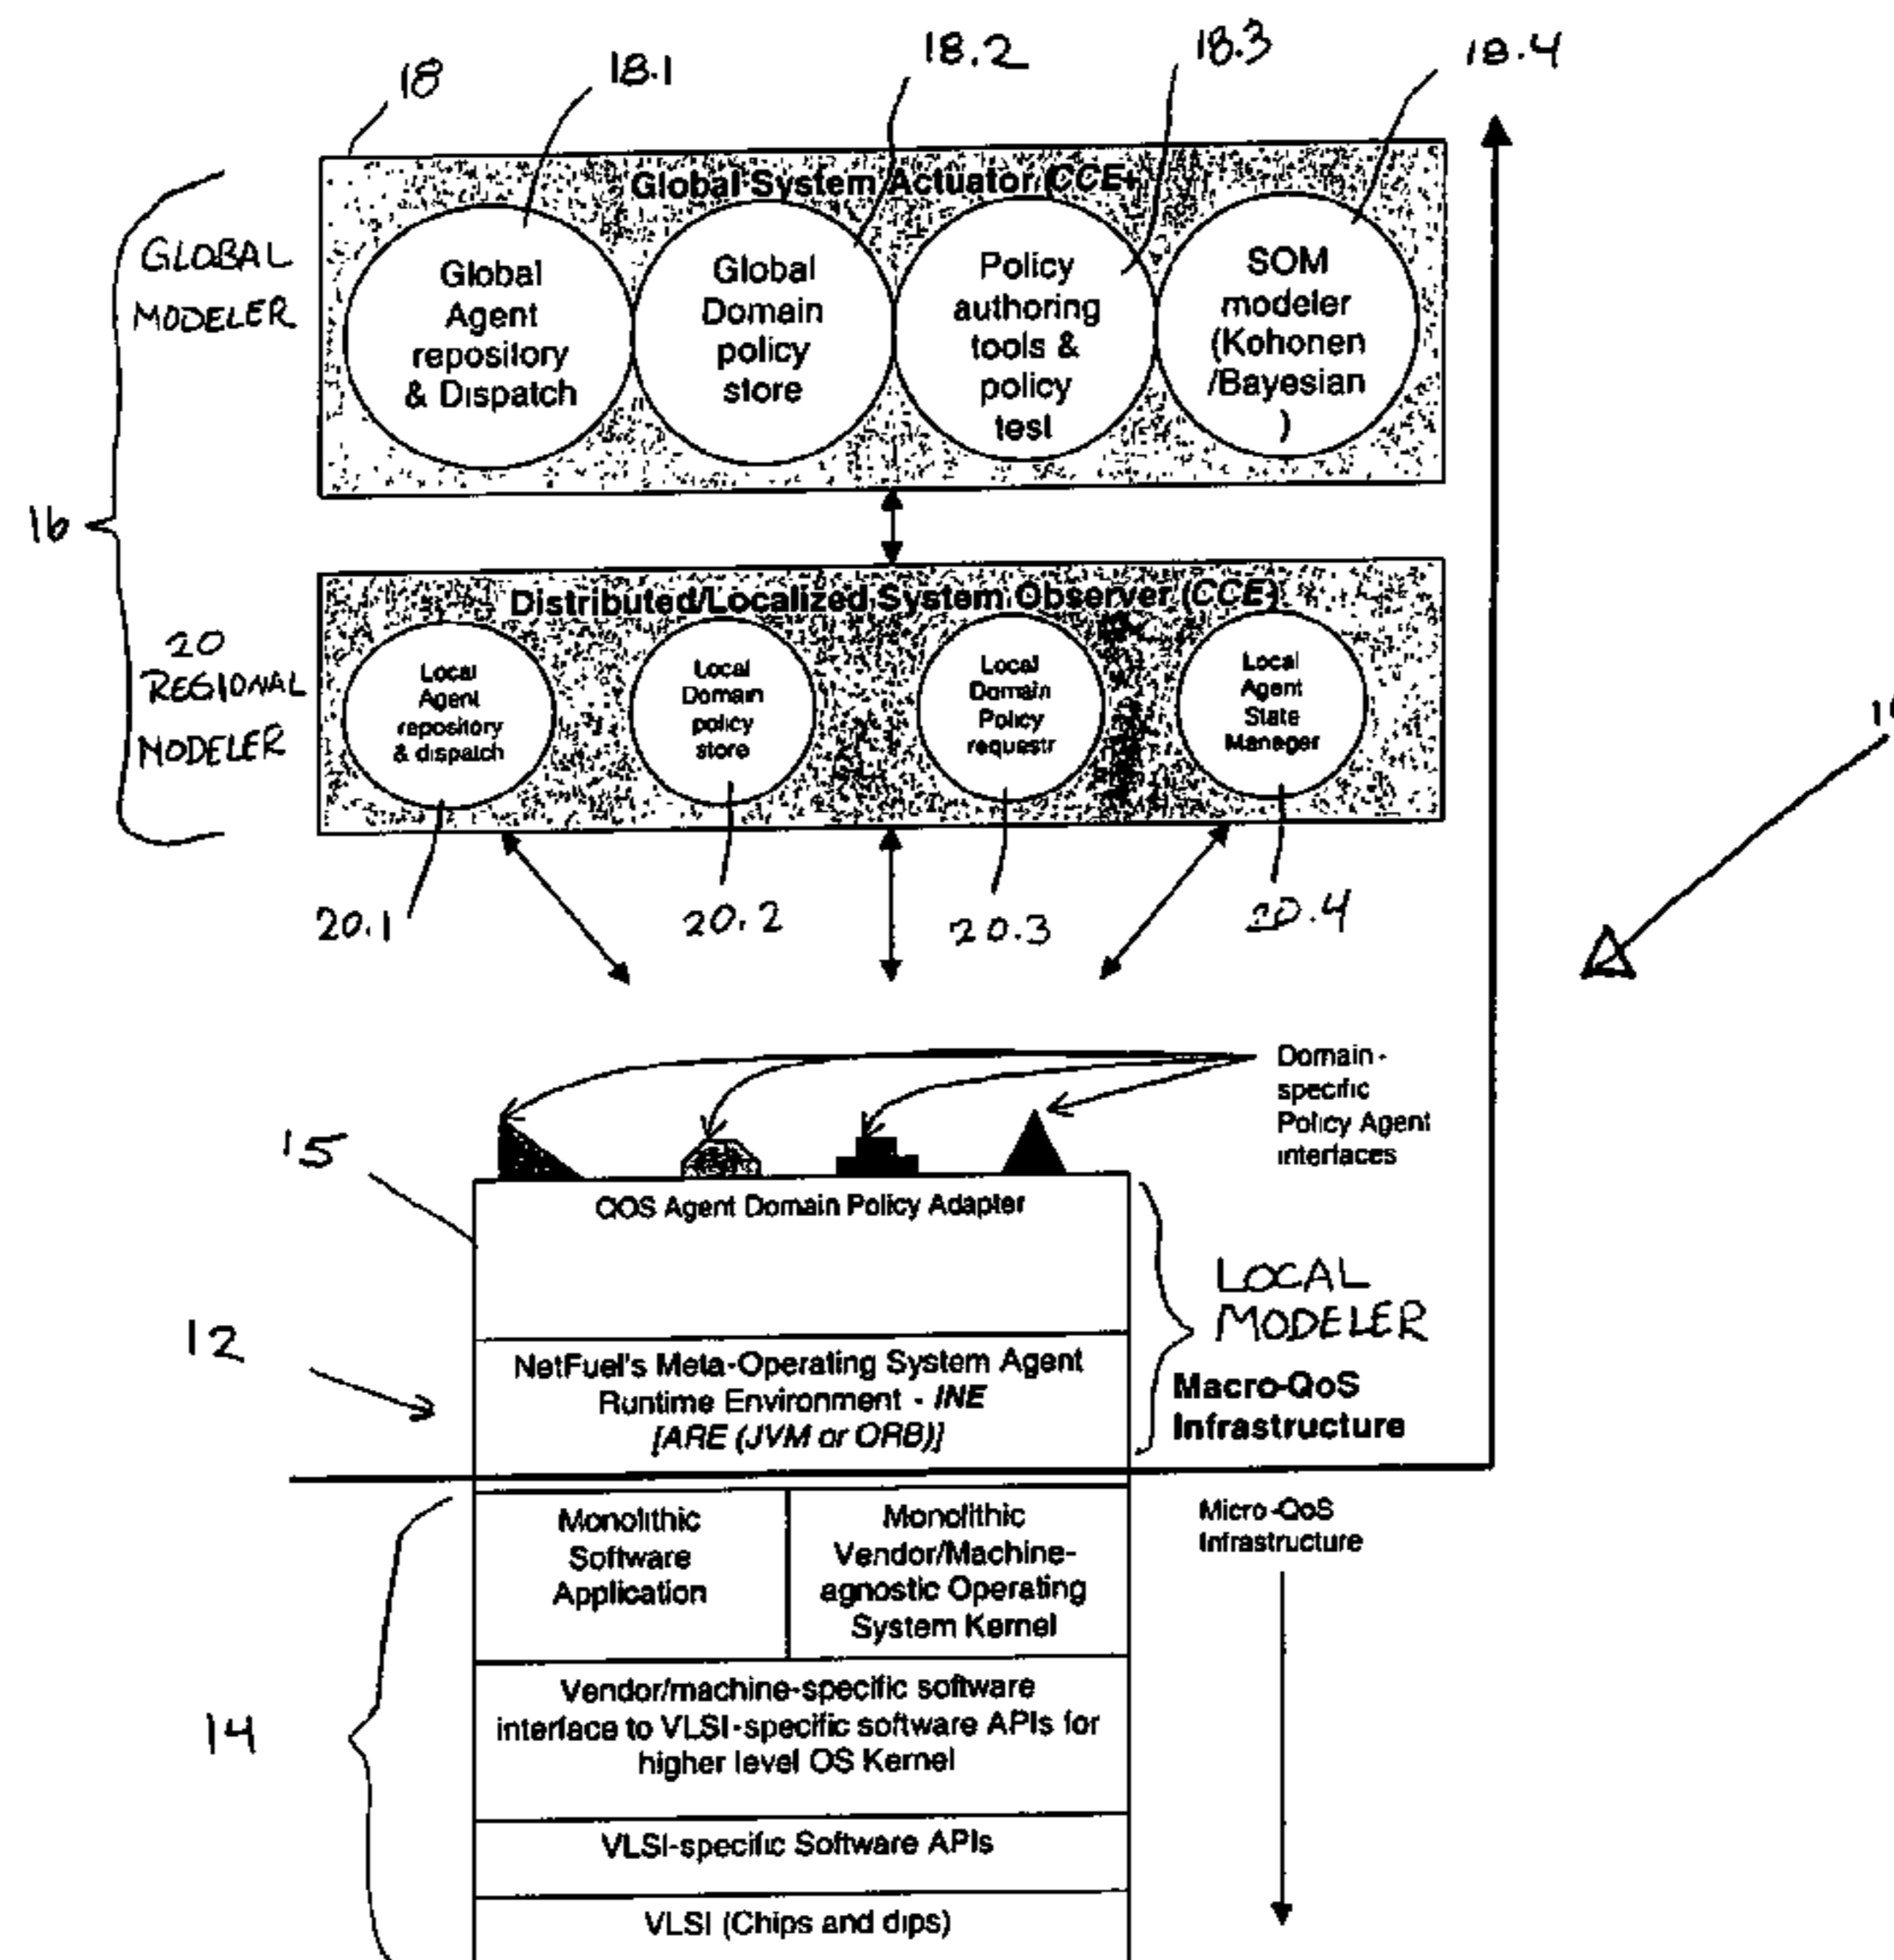 18
18.1
18.2
18.3
18.4
Global System Actuator (CCE+
GLOBAL
MODELER
Global
Agent
repository
& Dispatch
Global
Domain
policy
store
Policy
authoring
tools &
policy
test
SOM
modeler
(Kohonen
/Bayesian
)
16
Distributed/Localized System Observer (CCE)
20
REGIONAL
MODELER
Local
Agent
repository
& dispatch
Local
Domain
policy
store
Local
Domain
Policy
requestr
Local
Agent
State
Manager
20.1
20.2
20.3
20.4
Domain-
specific
Policy Agent
interfaces
15
QOS Agent Domain Policy Adapter
LOCAL
MODELER
12
NetFuel's Meta-Operating System Agent
Runtime Environment - INE
[ARE (JVM or ORB)]
Macro-QoS
Infrastructure
Monolithic
Software
Application
Monolithic
Vendor/Machine-
agnostic Operating
System Kernel
Micro-QoS
Infrastructure
14
Vendor/machine-specific software
interface to VLSI-specific software APIs for
higher level OS Kernel
VLSI-specific Software APIs
VLSI (Chips and dips)